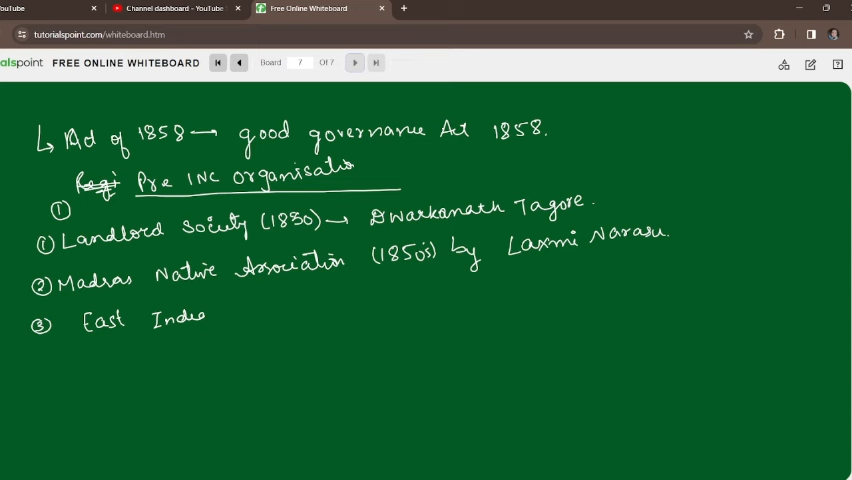 YouTube
Channel dashboard - YouTube
Free Online Whiteboard
tutorialspoint.com/whiteboard.htm
alspoint FREE ONLINE WHITEBOARD Board 7 Of 7
Act of 1858 → good governance Act 1858.
Pre INC Organisation
①
① Landlord Society (1830) → Dwarkanath Tagore.
② Madras Native Association (1850's) by Laxmi Narasu.
③ East India